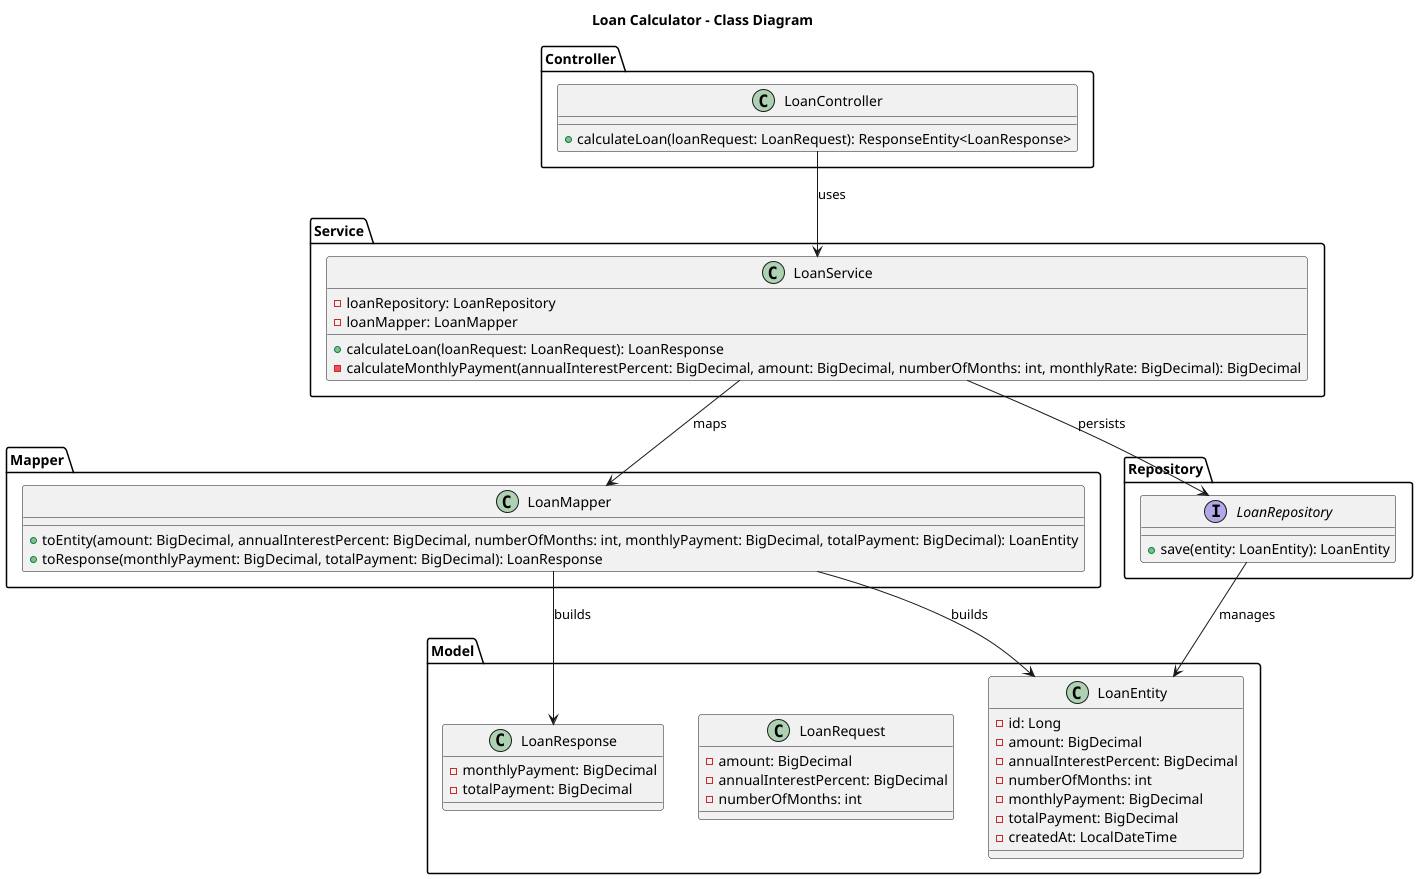 Loan Calculator - Class Diagram
Controller
C LoanController
calculateLoan(loanRequest: LoanRequest): ResponseEntity<LoanResponse>
uses
Service
C LoanService
loanRepository: LoanRepository
loanMapper: LoanMapper
calculateLoan(loanRequest: LoanRequest): LoanResponse
calculateMonthlyPayment(annualInterestPercent: BigDecimal, amount: BigDecimal, numberOfMonths: int, monthlyRate: BigDecimal): BigDecimal
maps
persists
Mapper
C LoanMapper
toEntity(amount: BigDecimal, annualInterestPercent: BigDecimal, numberOfMonths: int, monthlyPayment: BigDecimal, totalPayment: BigDecimal): LoanEntity
toResponse(monthlyPayment: BigDecimal, totalPayment: BigDecimal): LoanResponse
Repository
I LoanRepository
save(entity: LoanEntity): LoanEntity
builds
builds
manages
Model
C LoanResponse
monthlyPayment: BigDecimal
totalPayment: BigDecimal
C LoanRequest
amount: BigDecimal
annualInterestPercent: BigDecimal
numberOfMonths: int
C LoanEntity
id: Long
amount: BigDecimal
annualInterestPercent: BigDecimal
numberOfMonths: int
monthlyPayment: BigDecimal
totalPayment: BigDecimal
createdAt: LocalDateTime